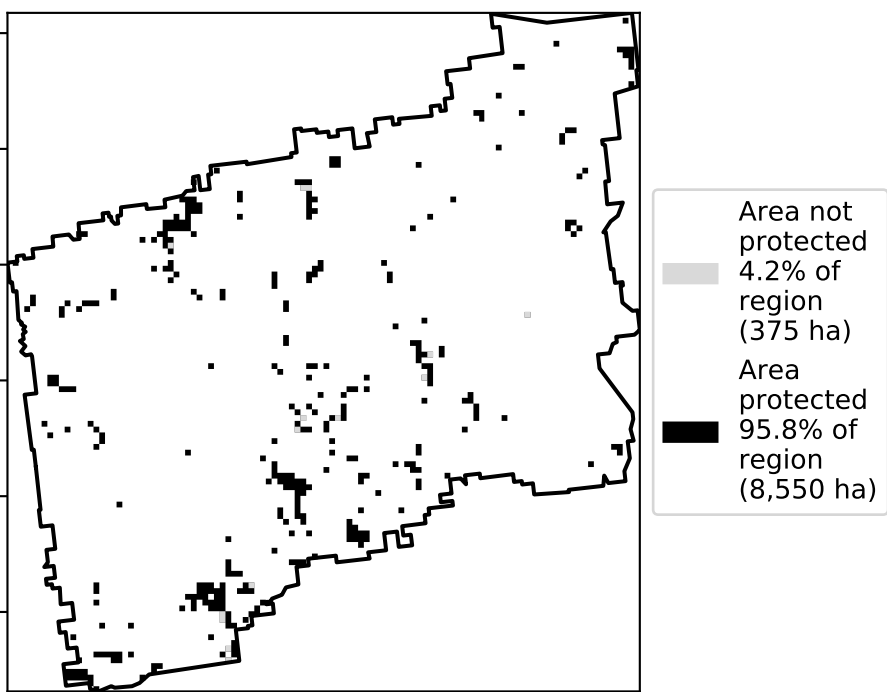 Area not
protected
4.2% of
region
(375 ha)
Area
protected
95.8% of
region
(8,550 ha)